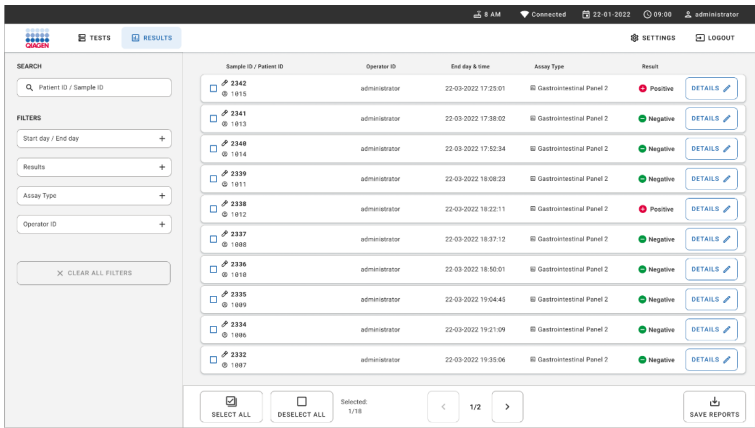 8 AM Connected 22-01-2022 09:00 administrator
QIAGEN TESTS RESULTS SETTINGS LOGOUT
SEARCH
Patient ID / Sample ID
FILTERS
Start day / End day +
Results +
Assay Type +
Operator ID +
CLEAR ALL FILTERS
Sample ID / Patient ID Operator ID End day & time Assay Type Result
2342
1015 administrator 22-03-2022 17:25:01 Gastrointestinal Panel 2 Positive DETAILS
2341
1013 administrator 22-03-2022 17:38:02 Gastrointestinal Panel 2 Negative DETAILS
2340
1014 administrator 22-03-2022 17:52:34 Gastrointestinal Panel 2 Negative DETAILS
2339
1011 administrator 22-03-2022 18:08:23 Gastrointestinal Panel 2 Negative DETAILS
2338
1012 administrator 22-03-2022 18:22:11 Gastrointestinal Panel 2 Positive DETAILS
2337
1008 administrator 22-03-2022 18:37:12 Gastrointestinal Panel 2 Negative DETAILS
2336
1010 administrator 22-03-2022 18:50:01 Gastrointestinal Panel 2 Negative DETAILS
2335
1009 administrator 22-03-2022 19:04:45 Gastrointestinal Panel 2 Negative DETAILS
2334
1006 administrator 22-03-2022 19:21:09 Gastrointestinal Panel 2 Negative DETAILS
2332
1007 administrator 22-03-2022 19:35:06 Gastrointestinal Panel 2 Negative DETAILS
SELECT ALL DESELECT ALL Selected:
1/18 < 1/2 > SAVE REPORTS